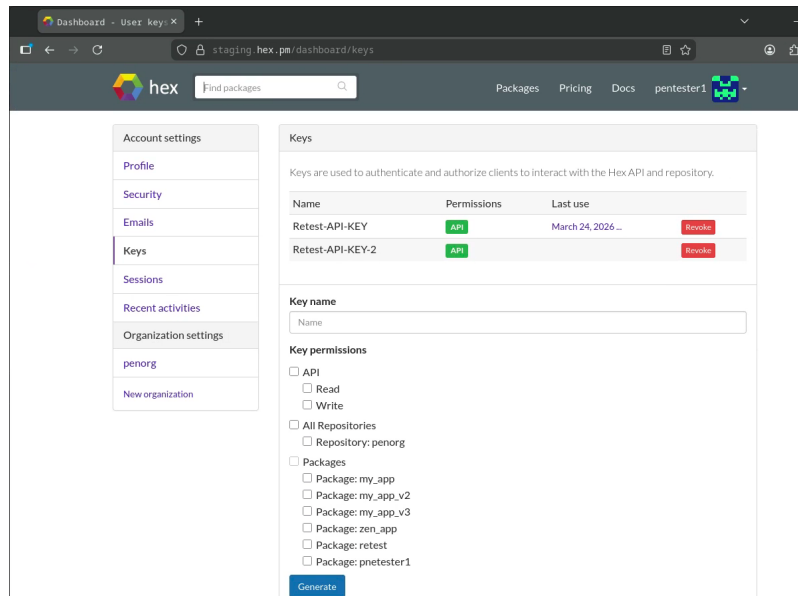 Dashboard - User keys
staging.hex.pm/dashboard/keys
hex
Find packages
Packages
Pricing
Docs
pentester1
Account settings
Profile
Security
Emails
Keys
Sessions
Recent activities
Organization settings
penorg
New organization
Keys
Keys are used to authenticate and authorize clients to interact with the Hex API and repository.
Name Permissions Last use
Retest-API-KEY API March 24, 2026 ... Revoke
Retest-API-KEY-2 API Revoke
Key name
Name
Key permissions
API
Read
Write
All Repositories
Repository: penorg
Packages
Package: my_app
Package: my_app_v2
Package: my_app_v3
Package: zen_app
Package: retest
Package: pnetester1
Generate